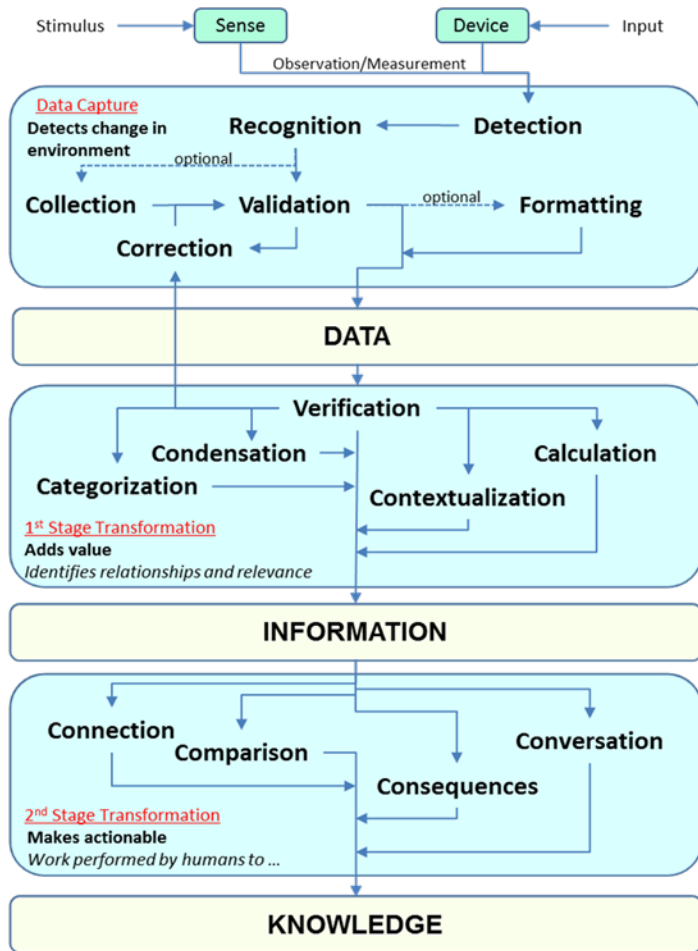 Stimulus
Sense
Device
Input
Observation/Measurement
Data Capture
Detects change in
environment
Recognition
Detection
optional
Collection
Validation
optional
Formatting
Correction
DATA
Verification
Condensation
Calculation
Categorization
Contextualization
1st Stage Transformation
Adds value
Identifies relationships and relevance
INFORMATION
Connection
Comparison
Conversation
Consequences
2nd Stage Transformation
Makes actionable
Work performed by humans to ...
KNOWLEDGE